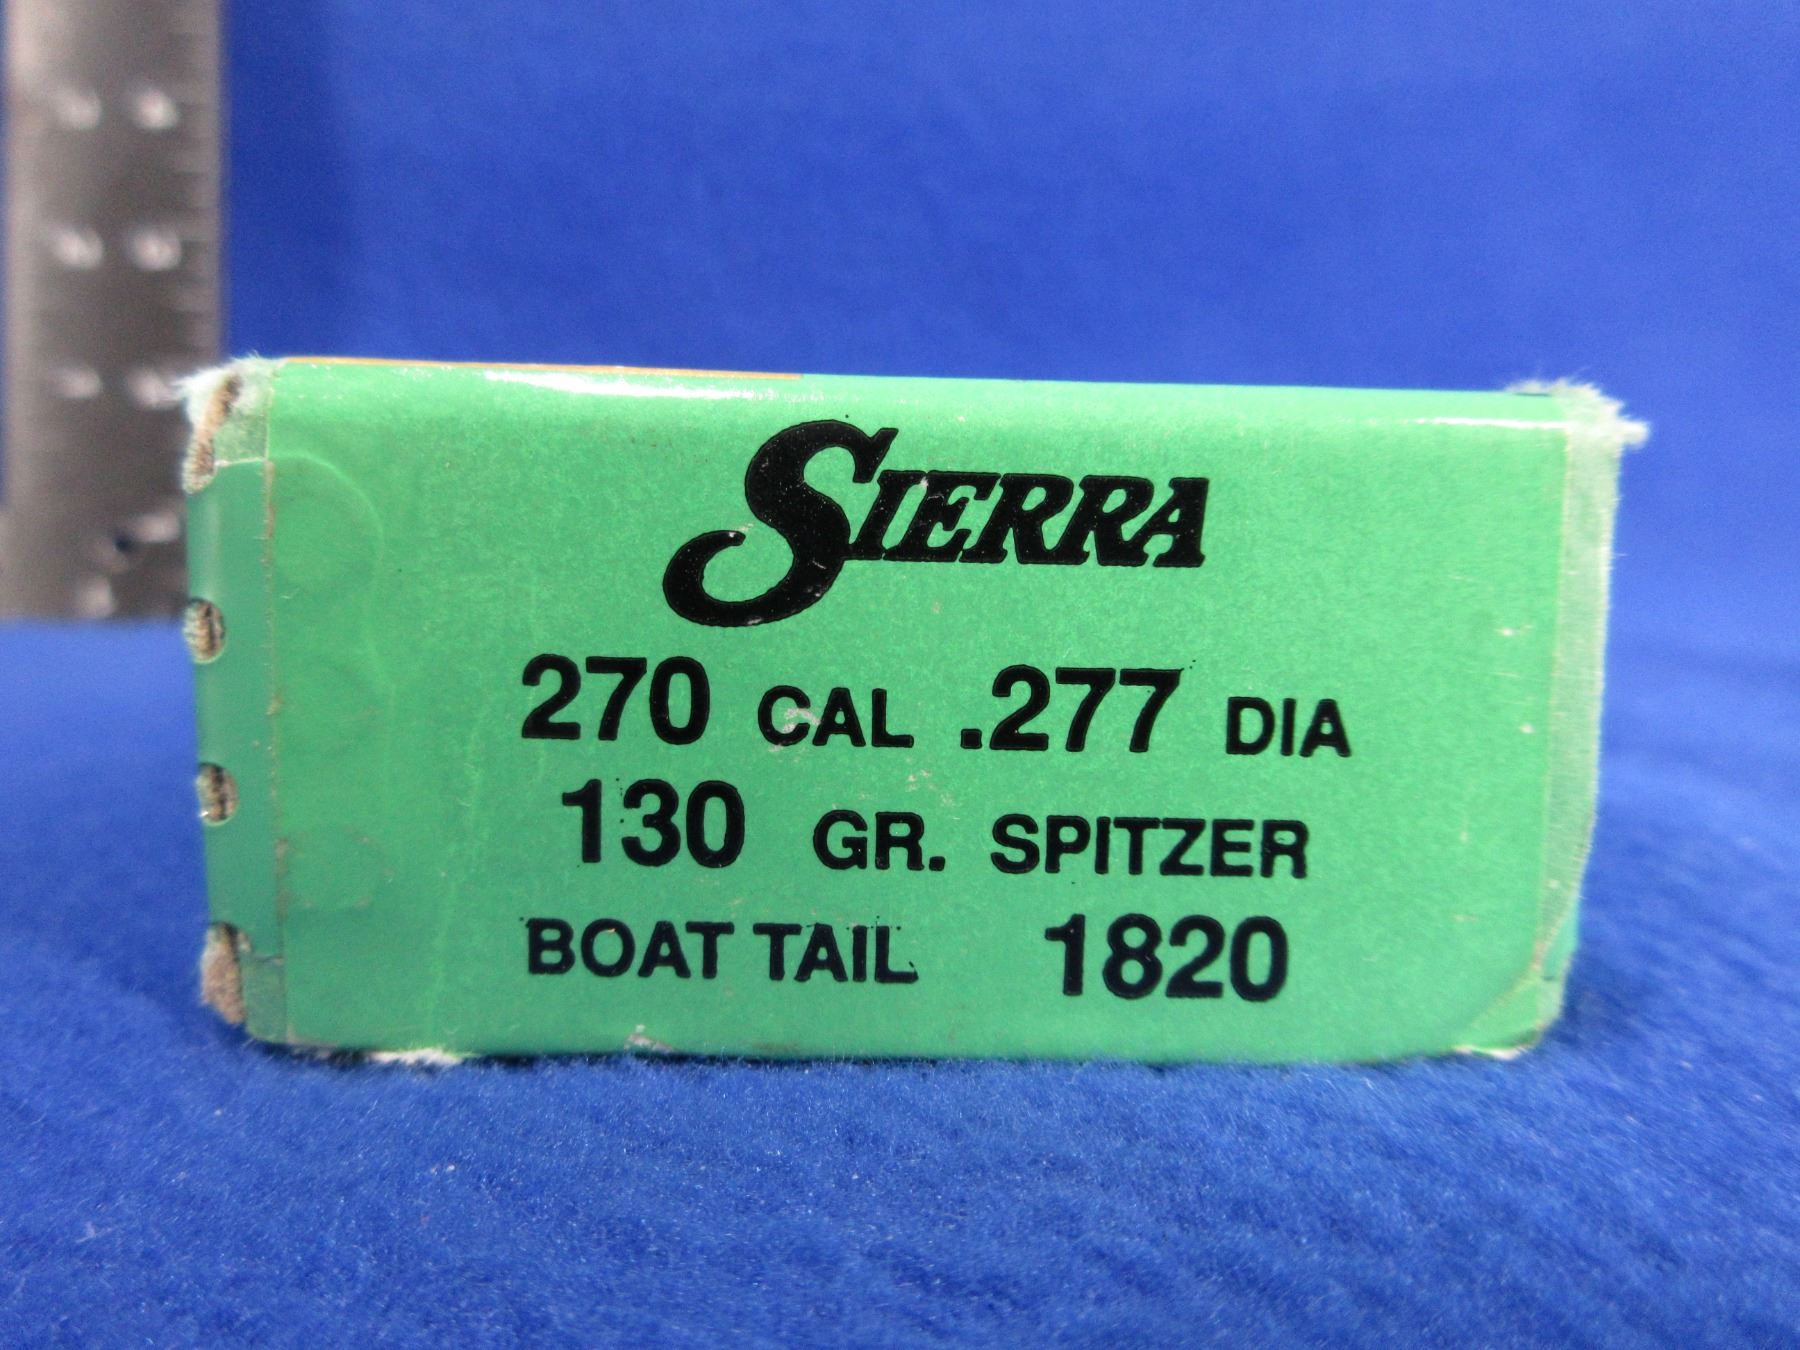 SIERRA
270 CAL .277 DIA
130 GR. SPITZER
BOAT TAIL 1820